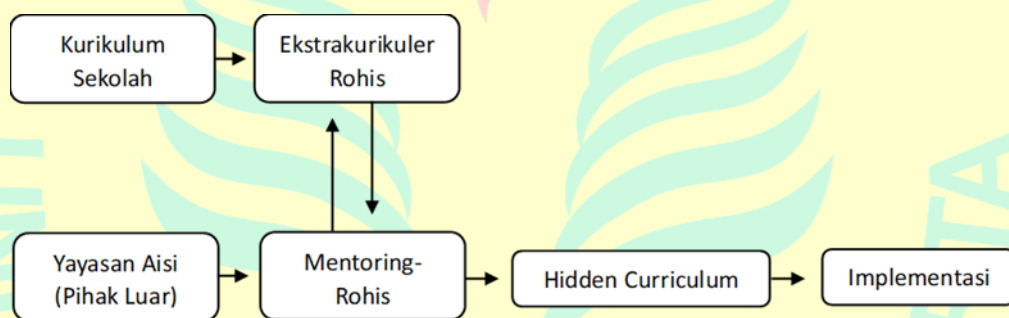 Kurikulum
Sekolah
Ekstrakurikuler
Rohis
Yayasan Aisi
(Pihak Luar)
Mentoring-
Rohis
Hidden Curriculum
Implementasi